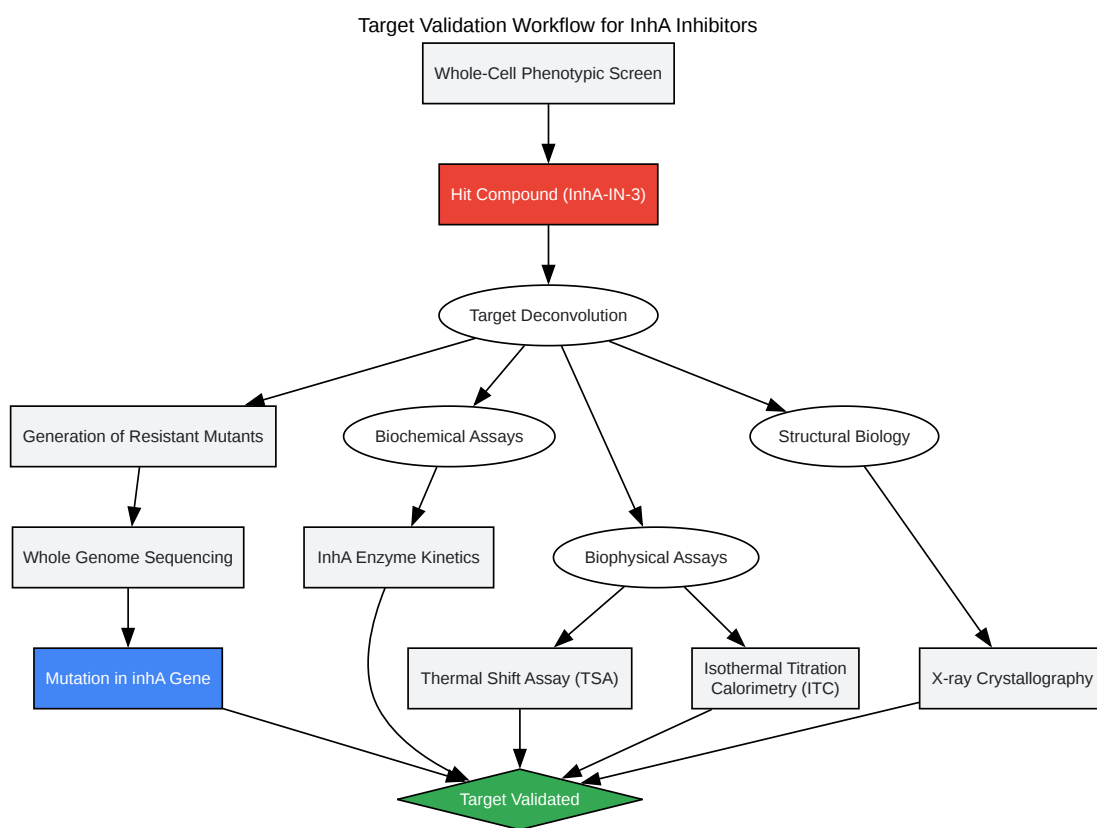 Target Validation Workflow for InhA Inhibitors
Whole-Cell Phenotypic Screen
Hit Compound (InhA-IN-3)
Target Deconvolution
Generation of Resistant Mutants
Biochemical Assays
Structural Biology
Whole Genome Sequencing
InhA Enzyme Kinetics
Biophysical Assays
Mutation in inhA Gene
Thermal Shift Assay (TSA)
Isothermal Titration
Calorimetry (ITC)
X-ray Crystallography
Target Validated